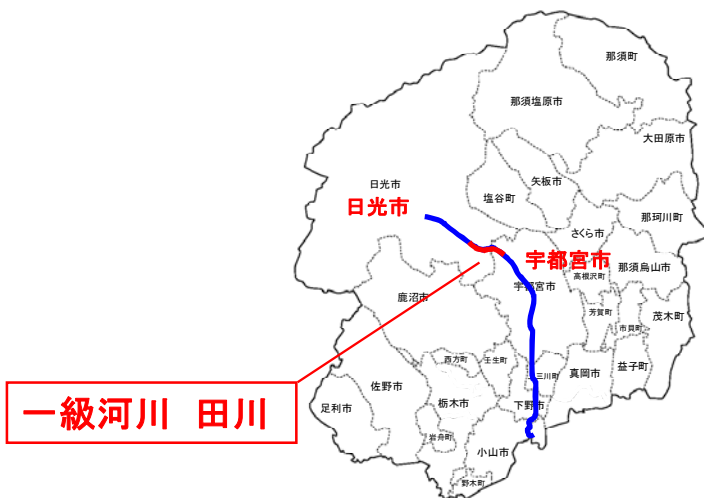 那須町
那須塩原市
大田原市
矢板市
塩谷町
日光市
日光市
那珂川町
さくら市
宇都宮市
那須烏山市
高根沢町
宇都宮市
鹿沼市
芳賀町
茂木町
市貝町
西方町
壬生町
三川町
真岡市
益子町
佐野市
栃木市
下野市
足利市
一級河川 田川
岩舟町
小山市
野木町